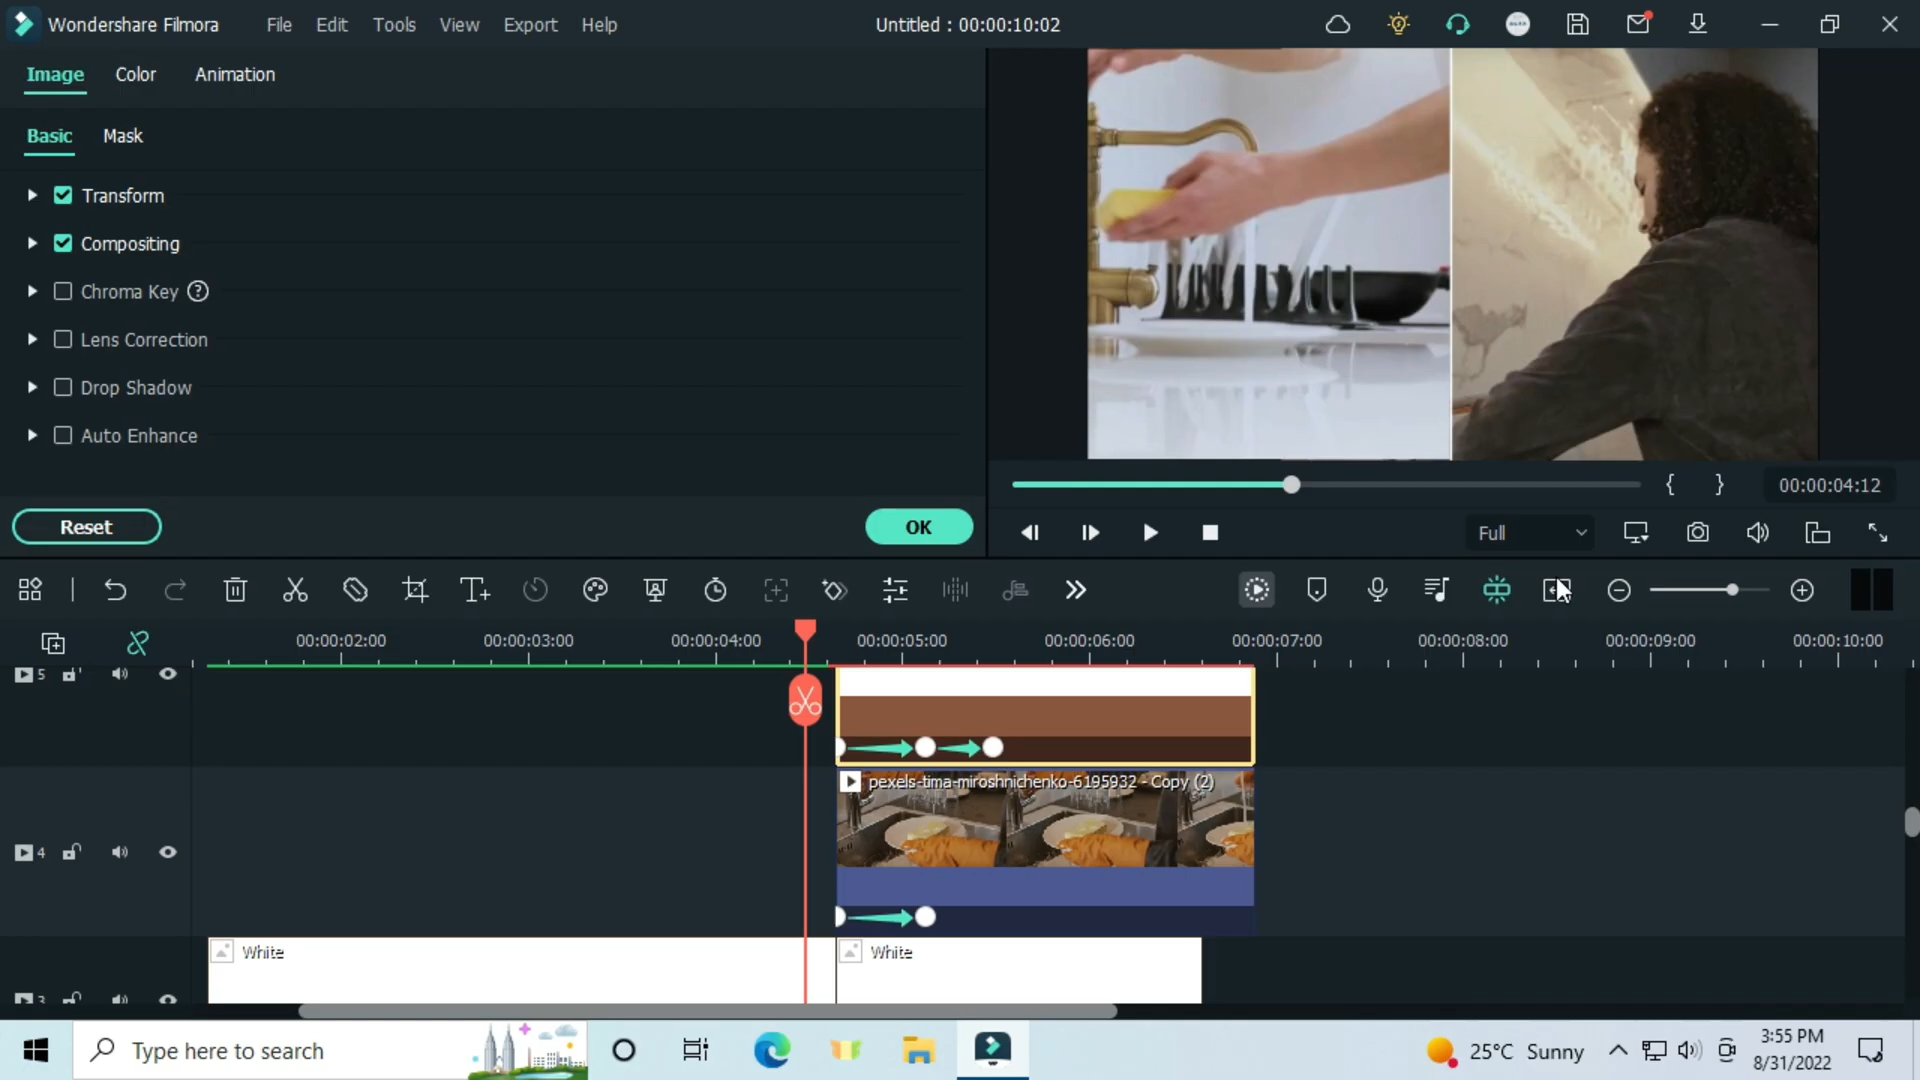 Wondershare Filmora File Edit Tools View Export Help Untitled : 00:00:10:02
Image Color Animation
Basic Mask
Transform
Compositing
Chroma Key ?
Lens Correction
Drop Shadow
Auto Enhance
Reset OK
{ } 00:00:04:12
Full
00:00:02:00 00:00:03:00 00:00:04:00 00:00:05:00 00:00:06:00 00:00:07:00 00:00:08:00 00:00:09:00 00:00:10:00
5
pexels-tima-miroshnichenko-6195932 - Copy (2)
4
White White
3
Type here to search
25°C Sunny
3:55 PM
8/31/2022